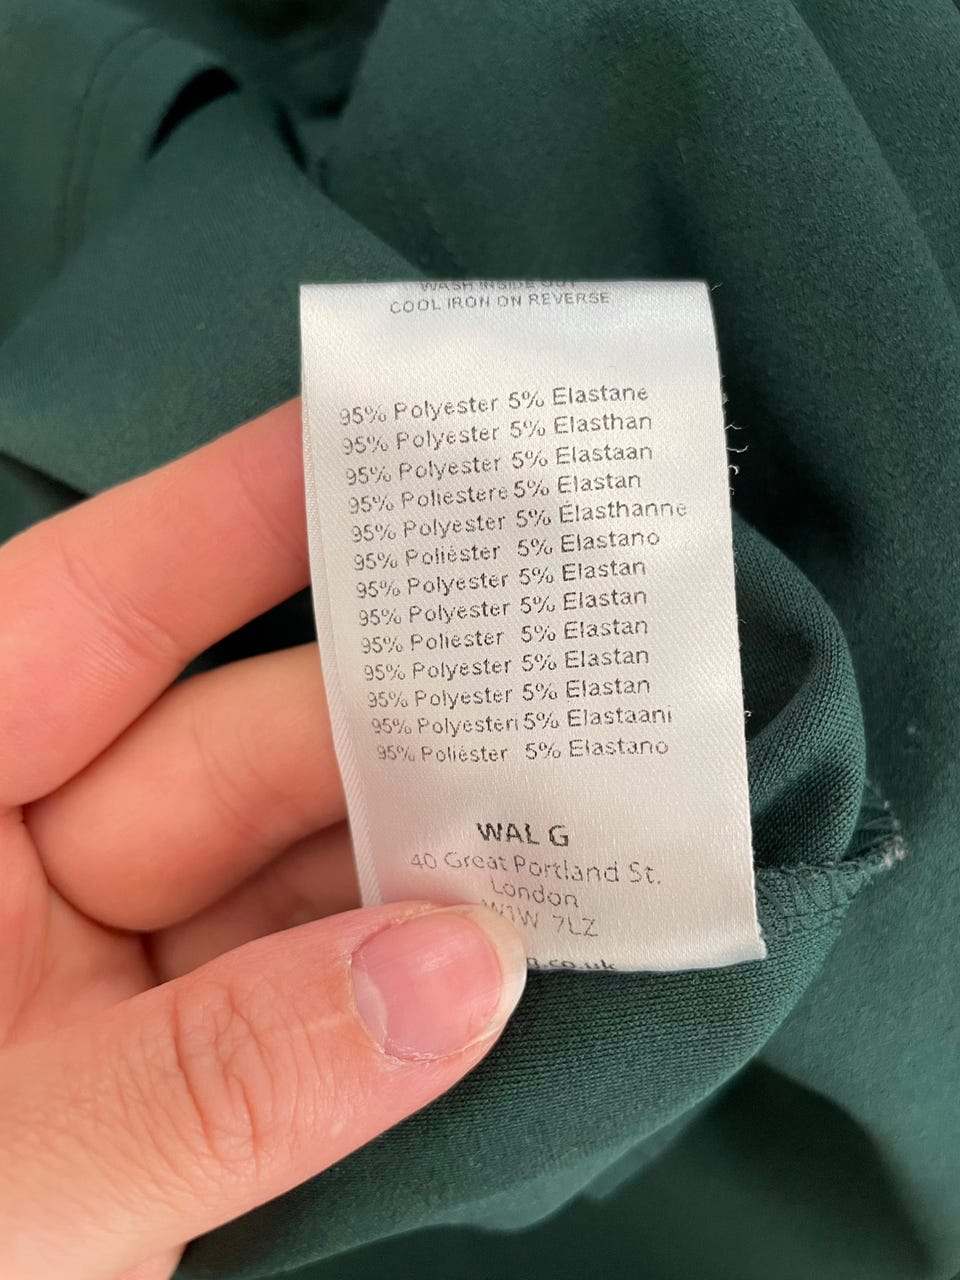 WASH INSIDE OUT
COOL IRON ON REVERSE
95% Polyester 5% Elastane
95% Polyester 5% Elasthan
95% Polyester 5% Elastaan
95% Poliestere 5% Elastan
95% Polyester 5% Élasthanne
95% Poliéster 5% Elastano
95% Polyester 5% Elastan
95% Polyester 5% Elastan
95% Poliester 5% Elastan
95% Polyester 5% Elastan
95% Polyester 5% Elastan
95% Polyesteri 5% Elastaani
95% Poliéster 5% Elastano
WAL G
40 Great Portland St.
London
W1W 7LZ
g.co.uk